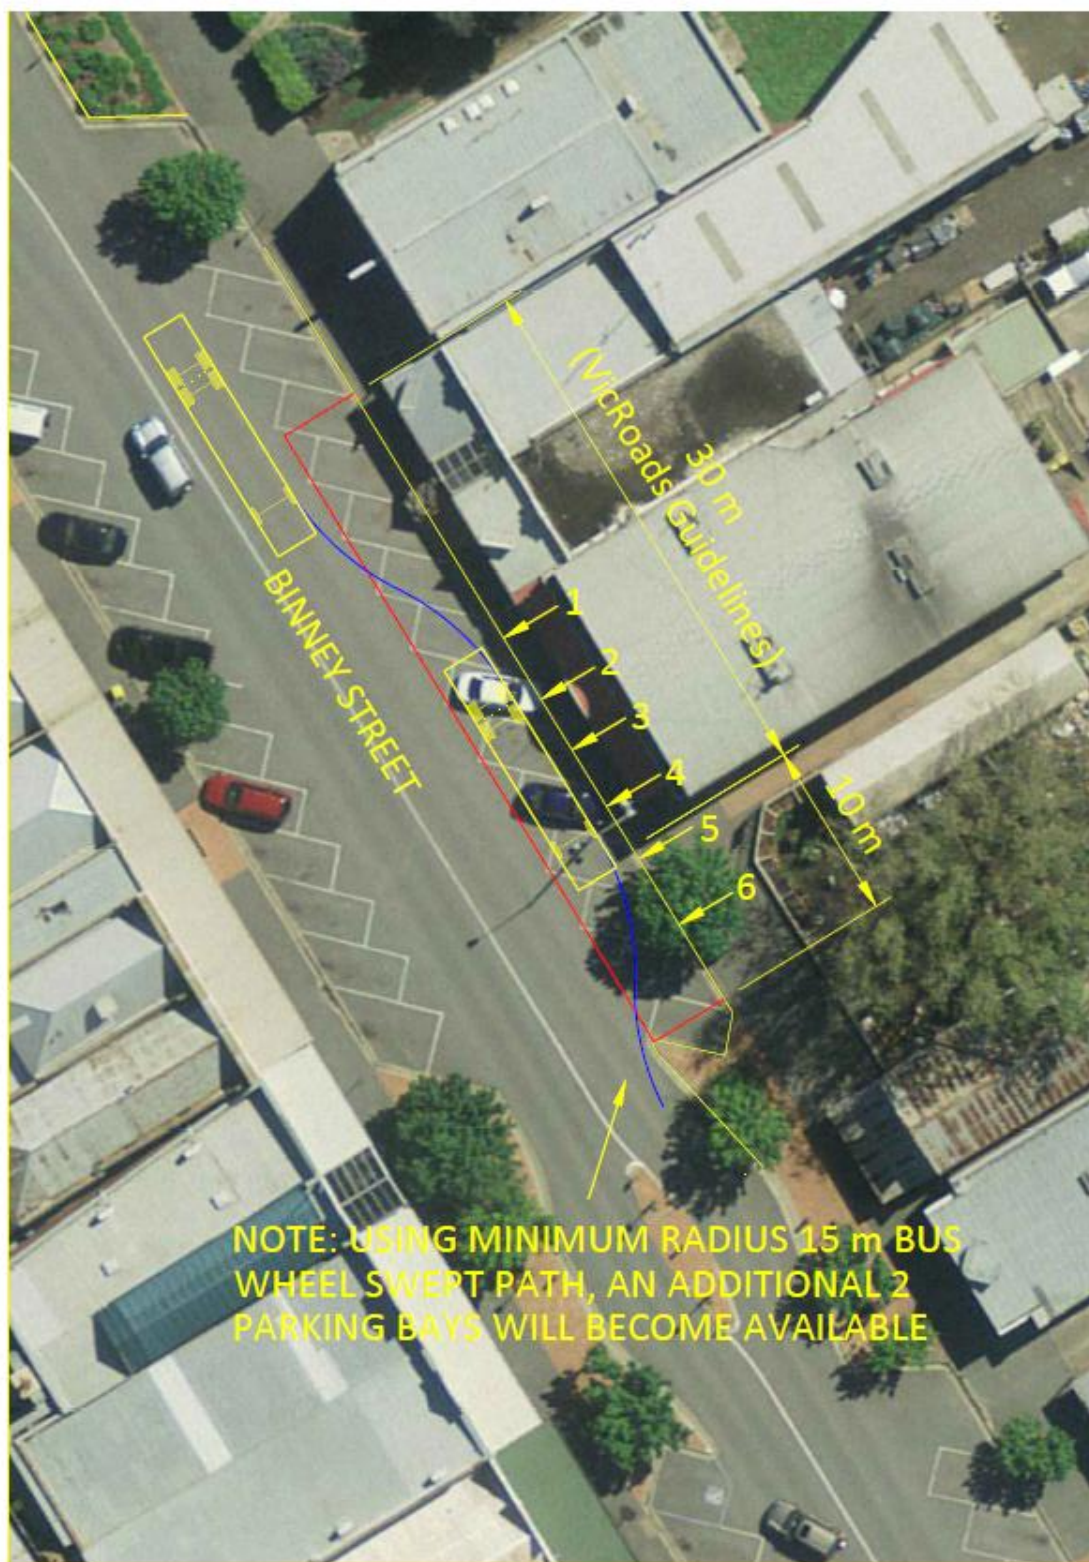 30 m
(VicRoads Guidelines)
1
2
3
4
5
6
10 m
BINNEY STREET
NOTE: USING MINIMUM RADIUS 15 m BUS
WHEEL SWEPT PATH, AN ADDITIONAL 2
PARKING BAYS WILL BECOME AVAILABLE